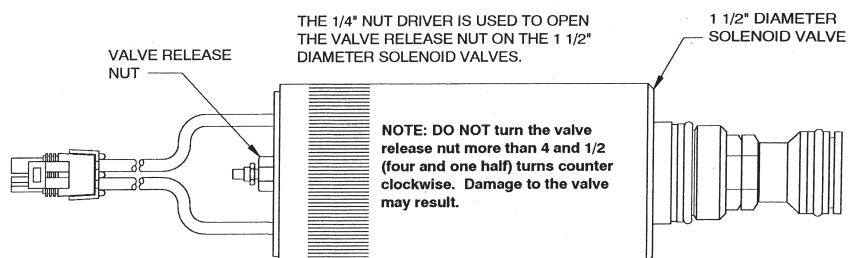 THE 1/4" NUT DRIVER IS USED TO OPEN
THE VALVE RELEASE NUT ON THE 1 1/2"
DIAMETER SOLENOID VALVES.
1 1/2" DIAMETER
SOLENOID VALVE
VALVE RELEASE
NUT
NOTE: DO NOT turn the valve
release nut more than 4 and 1/2
(four and one half) turns counter
clockwise. Damage to the valve
may result.